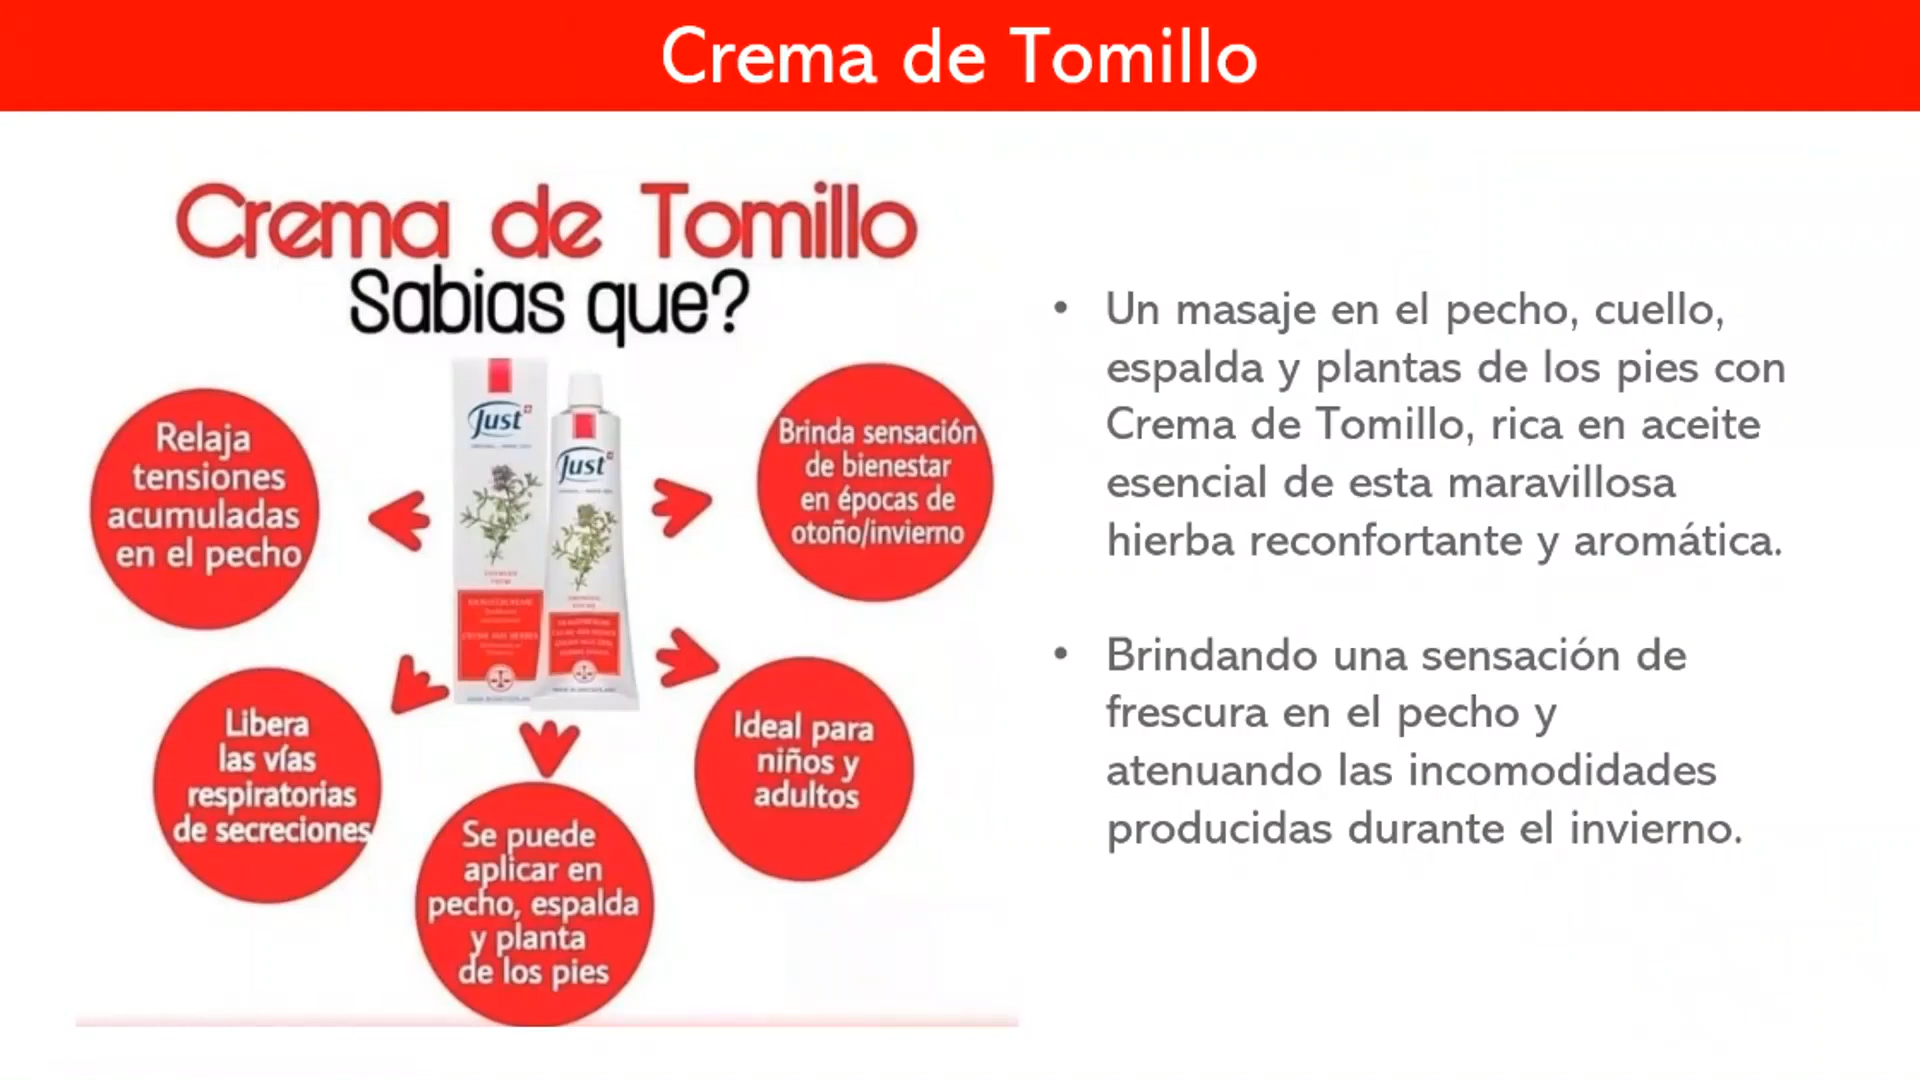 Crema de Tomillo
Crema de Tomillo
Sabias que?
Relaja
tensiones
acumuladas
en el pecho
Brinda sensación
de bienestar
en épocas de
otoño/invierno
Libera
las vías
respiratorias
de secreciones
Se puede
aplicar en
pecho, espalda
y planta
de los pies
Ideal para
niños y
adultos
Just
Just
• Un masaje en el pecho, cuello,
espalda y plantas de los pies con
Crema de Tomillo, rica en aceite
esencial de esta maravillosa
hierba reconfortante y aromática.
• Brindando una sensación de
frescura en el pecho y
atenuando las incomodidades
producidas durante el invierno.